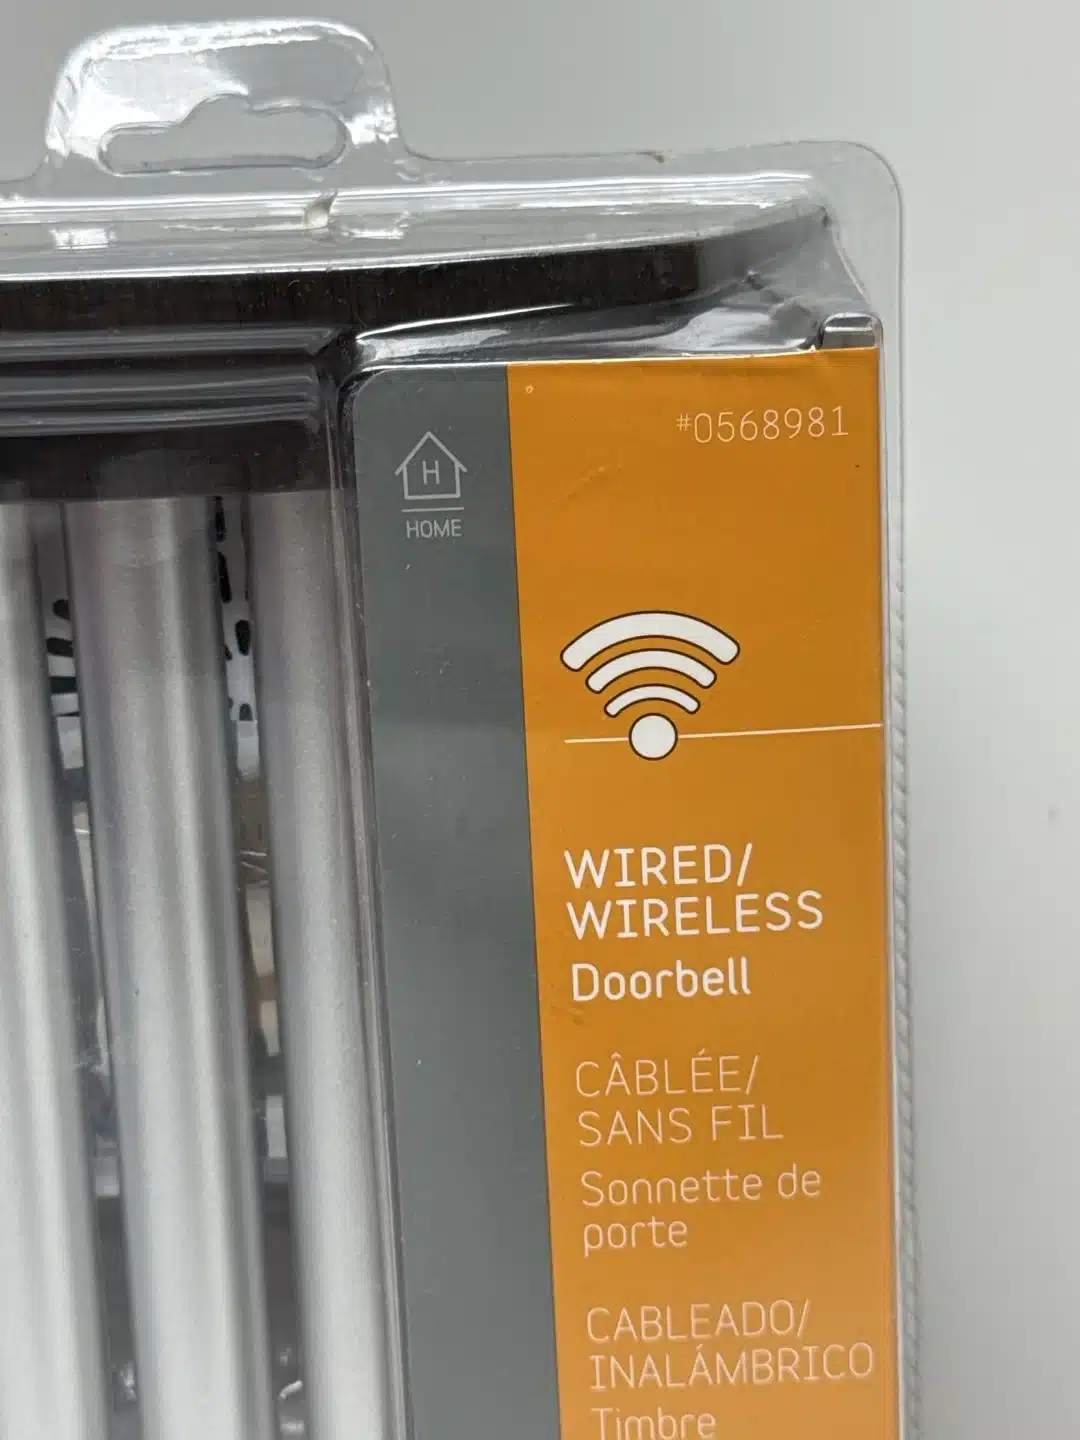 #0568981
H
HOME
WIRED/
WIRELESS
Doorbell
CÂBLÉE/
SANS FIL
Sonnette de
porte
CABLEADO/
INALÁMBRICO
Timbre